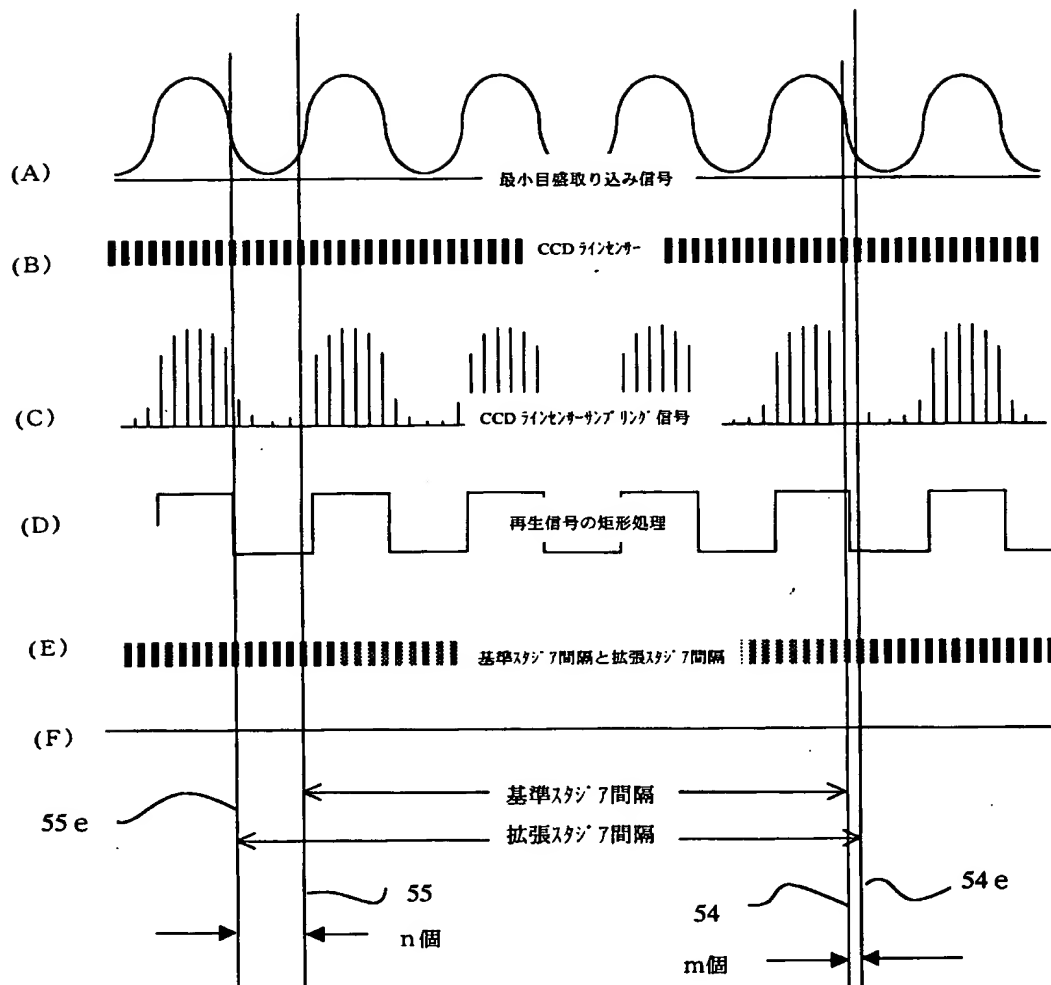 (A)
最小目盛取り込み信号
(B)
CCD ラインセンサー
(C)
CCD ラインセンサーサンプリング信号
(D)
再生信号の矩形処理
(E)
基準スタジア間隔と拡張スタジア間隔
(F)
基準スタジア間隔
55e
拡張スタジア間隔
55
54
54e
n個
m個